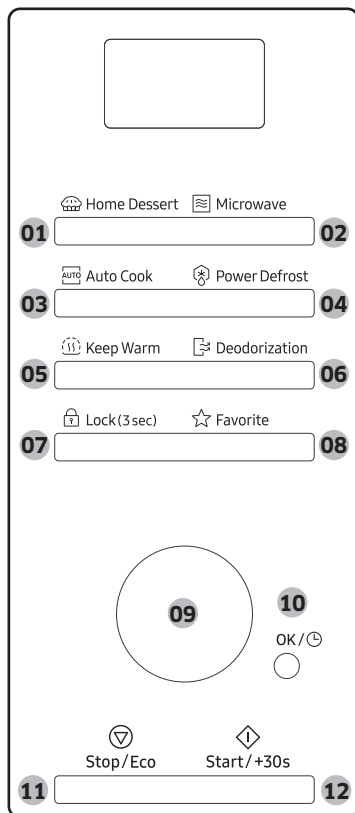 Home Dessert Microwave
01 02
AUTO Auto Cook Power Defrost
03 04
Keep Warm Deodorization
05 06
Lock(3 sec) Favorite
07 08
09 10
OK/
Stop/Eco Start/+30s
11 12